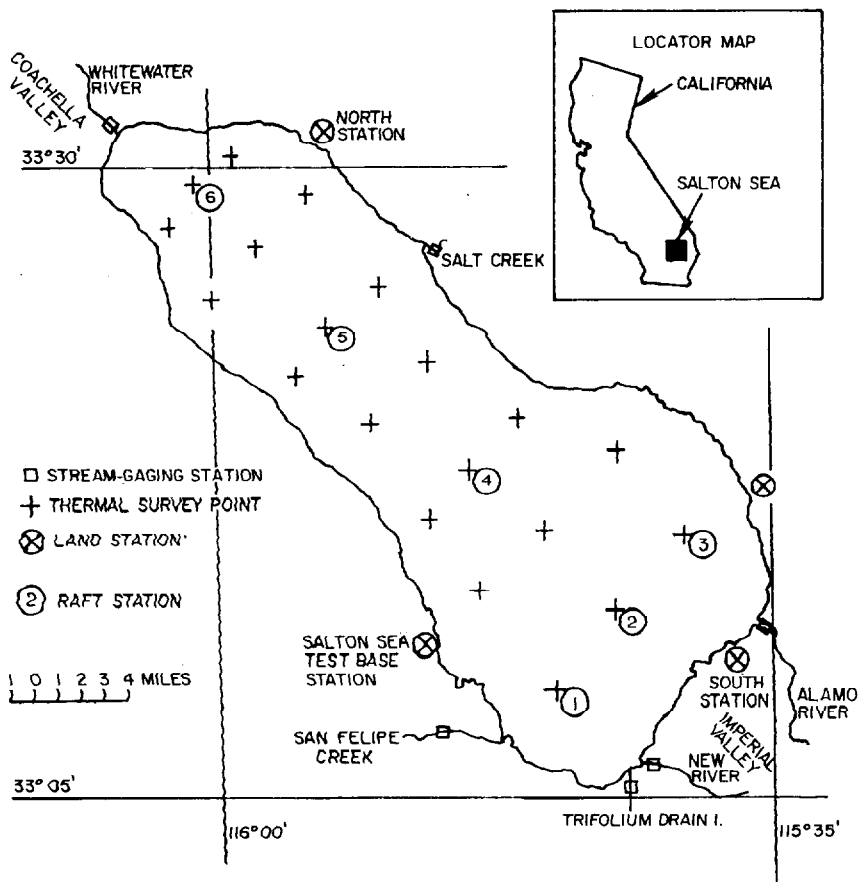 LOCATOR MAP
CALIFORNIA
SALTON SEA
COACHELLA
VALLEY
WHITEWATER
RIVER
NORTH
STATION
33°30'
6
SALT CREEK
5
4
3
2
1
STREAM-GAGING STATION
THERMAL SURVEY POINT
LAND STATION
2 RAFT STATION
SALTON SEA
TEST BASE
STATION
1 0 1 2 3 4 MILES
SOUTH
STATION
ALAMO
RIVER
IMPERIAL
VALLEY
SAN FELIPE
CREEK
NEW
RIVER
33°05'
TRIFOLIUM DRAIN 1.
116°00'
115°35'